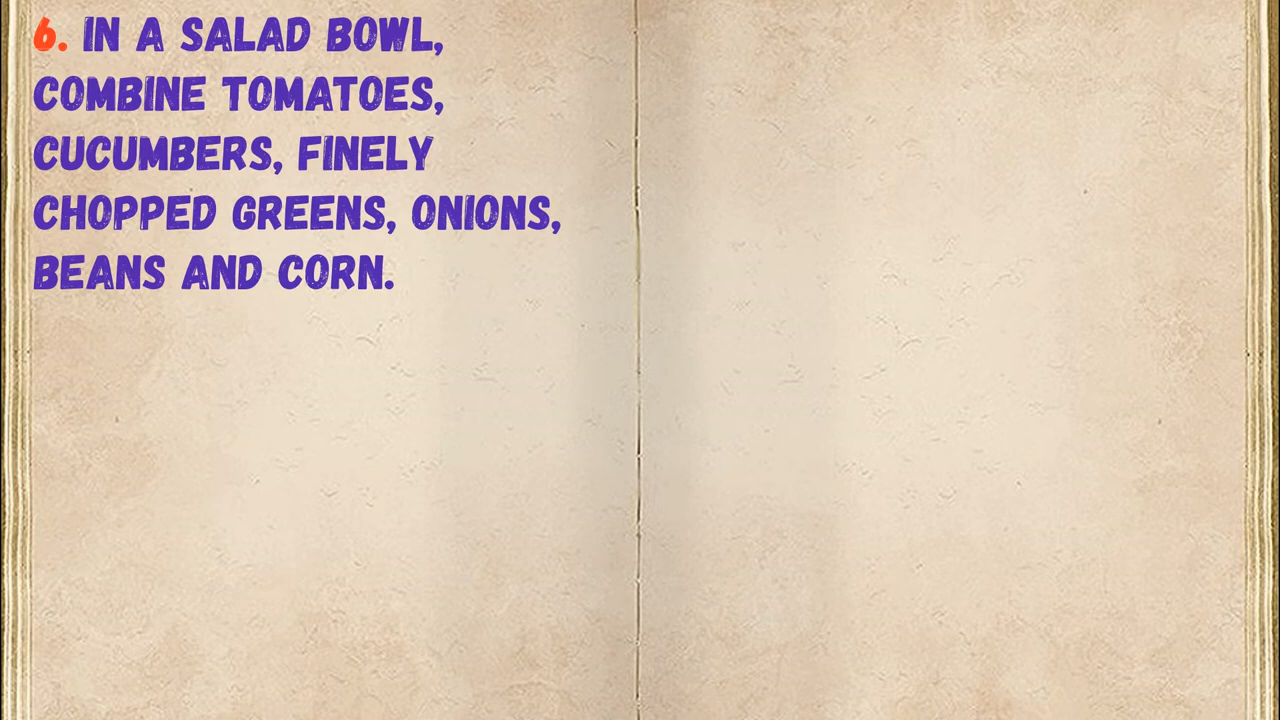 6. IN A SALAD BOWL,
COMBINE TOMATOES,
CUCUMBERS, FINELY
CHOPPED GREENS, ONIONS,
BEANS AND CORN.